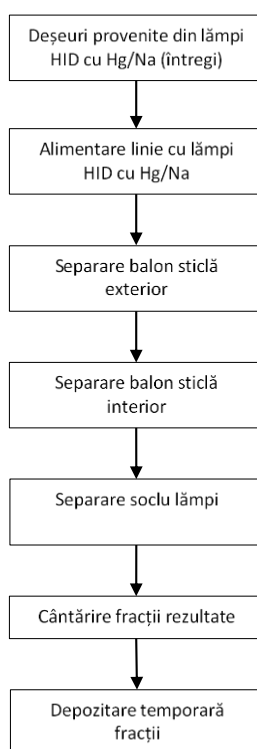 Deșeuri provenite din lămpi
HID cu Hg/Na (întregi)
Alimentare linie cu lămpi
HID cu Hg/Na
Separare balon sticlă
exterior
Separare balon sticlă
interior
Separare soclu lămpi
Cântărire fracții rezultate
Depozitare temporară
fracții